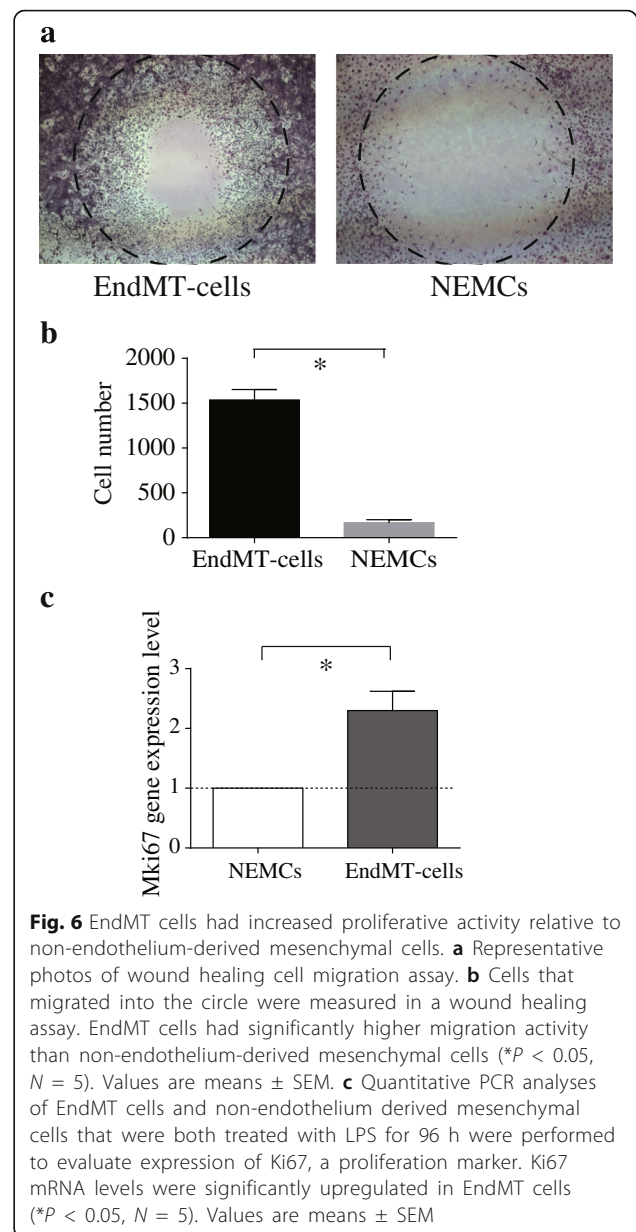 a
EndMT-cells
NEMCs
b
2000
1500
1000
500
0
Cell number
*
EndMT-cells
NEMCs
c
3
2
1
0
Mki67 gene expression level
*
NEMCs
EndMT-cells
Fig. 6 EndMT cells had increased proliferative activity relative to
non-endothelium-derived mesenchymal cells. a Representative
photos of wound healing cell migration assay. b Cells that
migrated into the circle were measured in a wound healing
assay. EndMT cells had significantly higher migration activity
than non-endothelium-derived mesenchymal cells (*P < 0.05,
N = 5). Values are means ± SEM. c Quantitative PCR analyses
of EndMT cells and non-endothelium derived mesenchymal
cells that were both treated with LPS for 96 h were performed
to evaluate expression of Ki67, a proliferation marker. Ki67
mRNA levels were significantly upregulated in EndMT cells
(*P < 0.05, N = 5). Values are means ± SEM